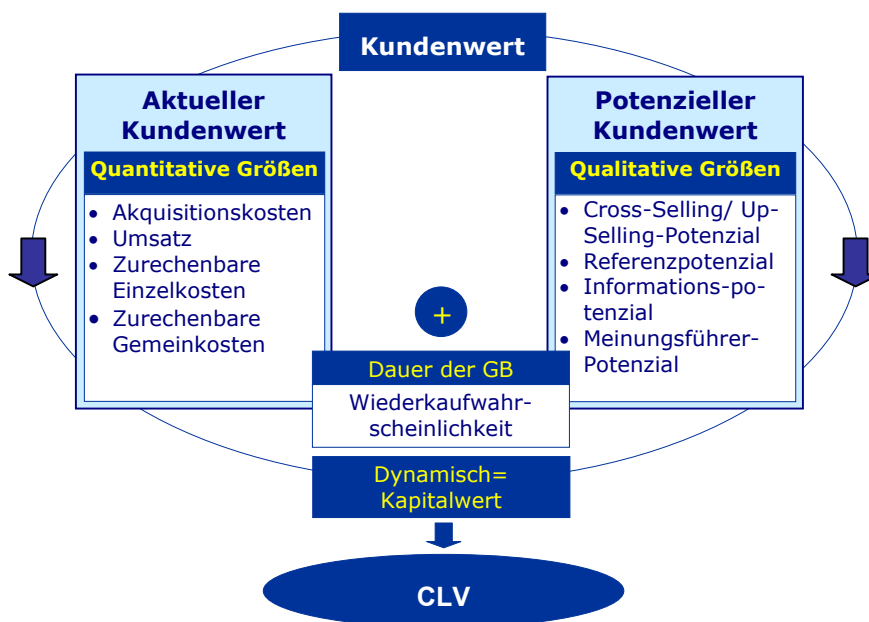 Kundenwert
Aktueller
Kundenwert
Quantitative Größen
• Akquisitionskosten
• Umsatz
• Zurechenbare
Einzelkosten
• Zurechenbare
Gemeinkosten
Potenzieller
Kundenwert
Qualitative Größen
• Cross-Selling/ Up-
Selling-Potenzial
• Referenzpotenzial
• Informations-po-
tenzial
• Meinungsführer-
Potenzial
+
Dauer der GB
Wiederkaufwahr-
scheinlichkeit
Dynamisch=
Kapitalwert
CLV